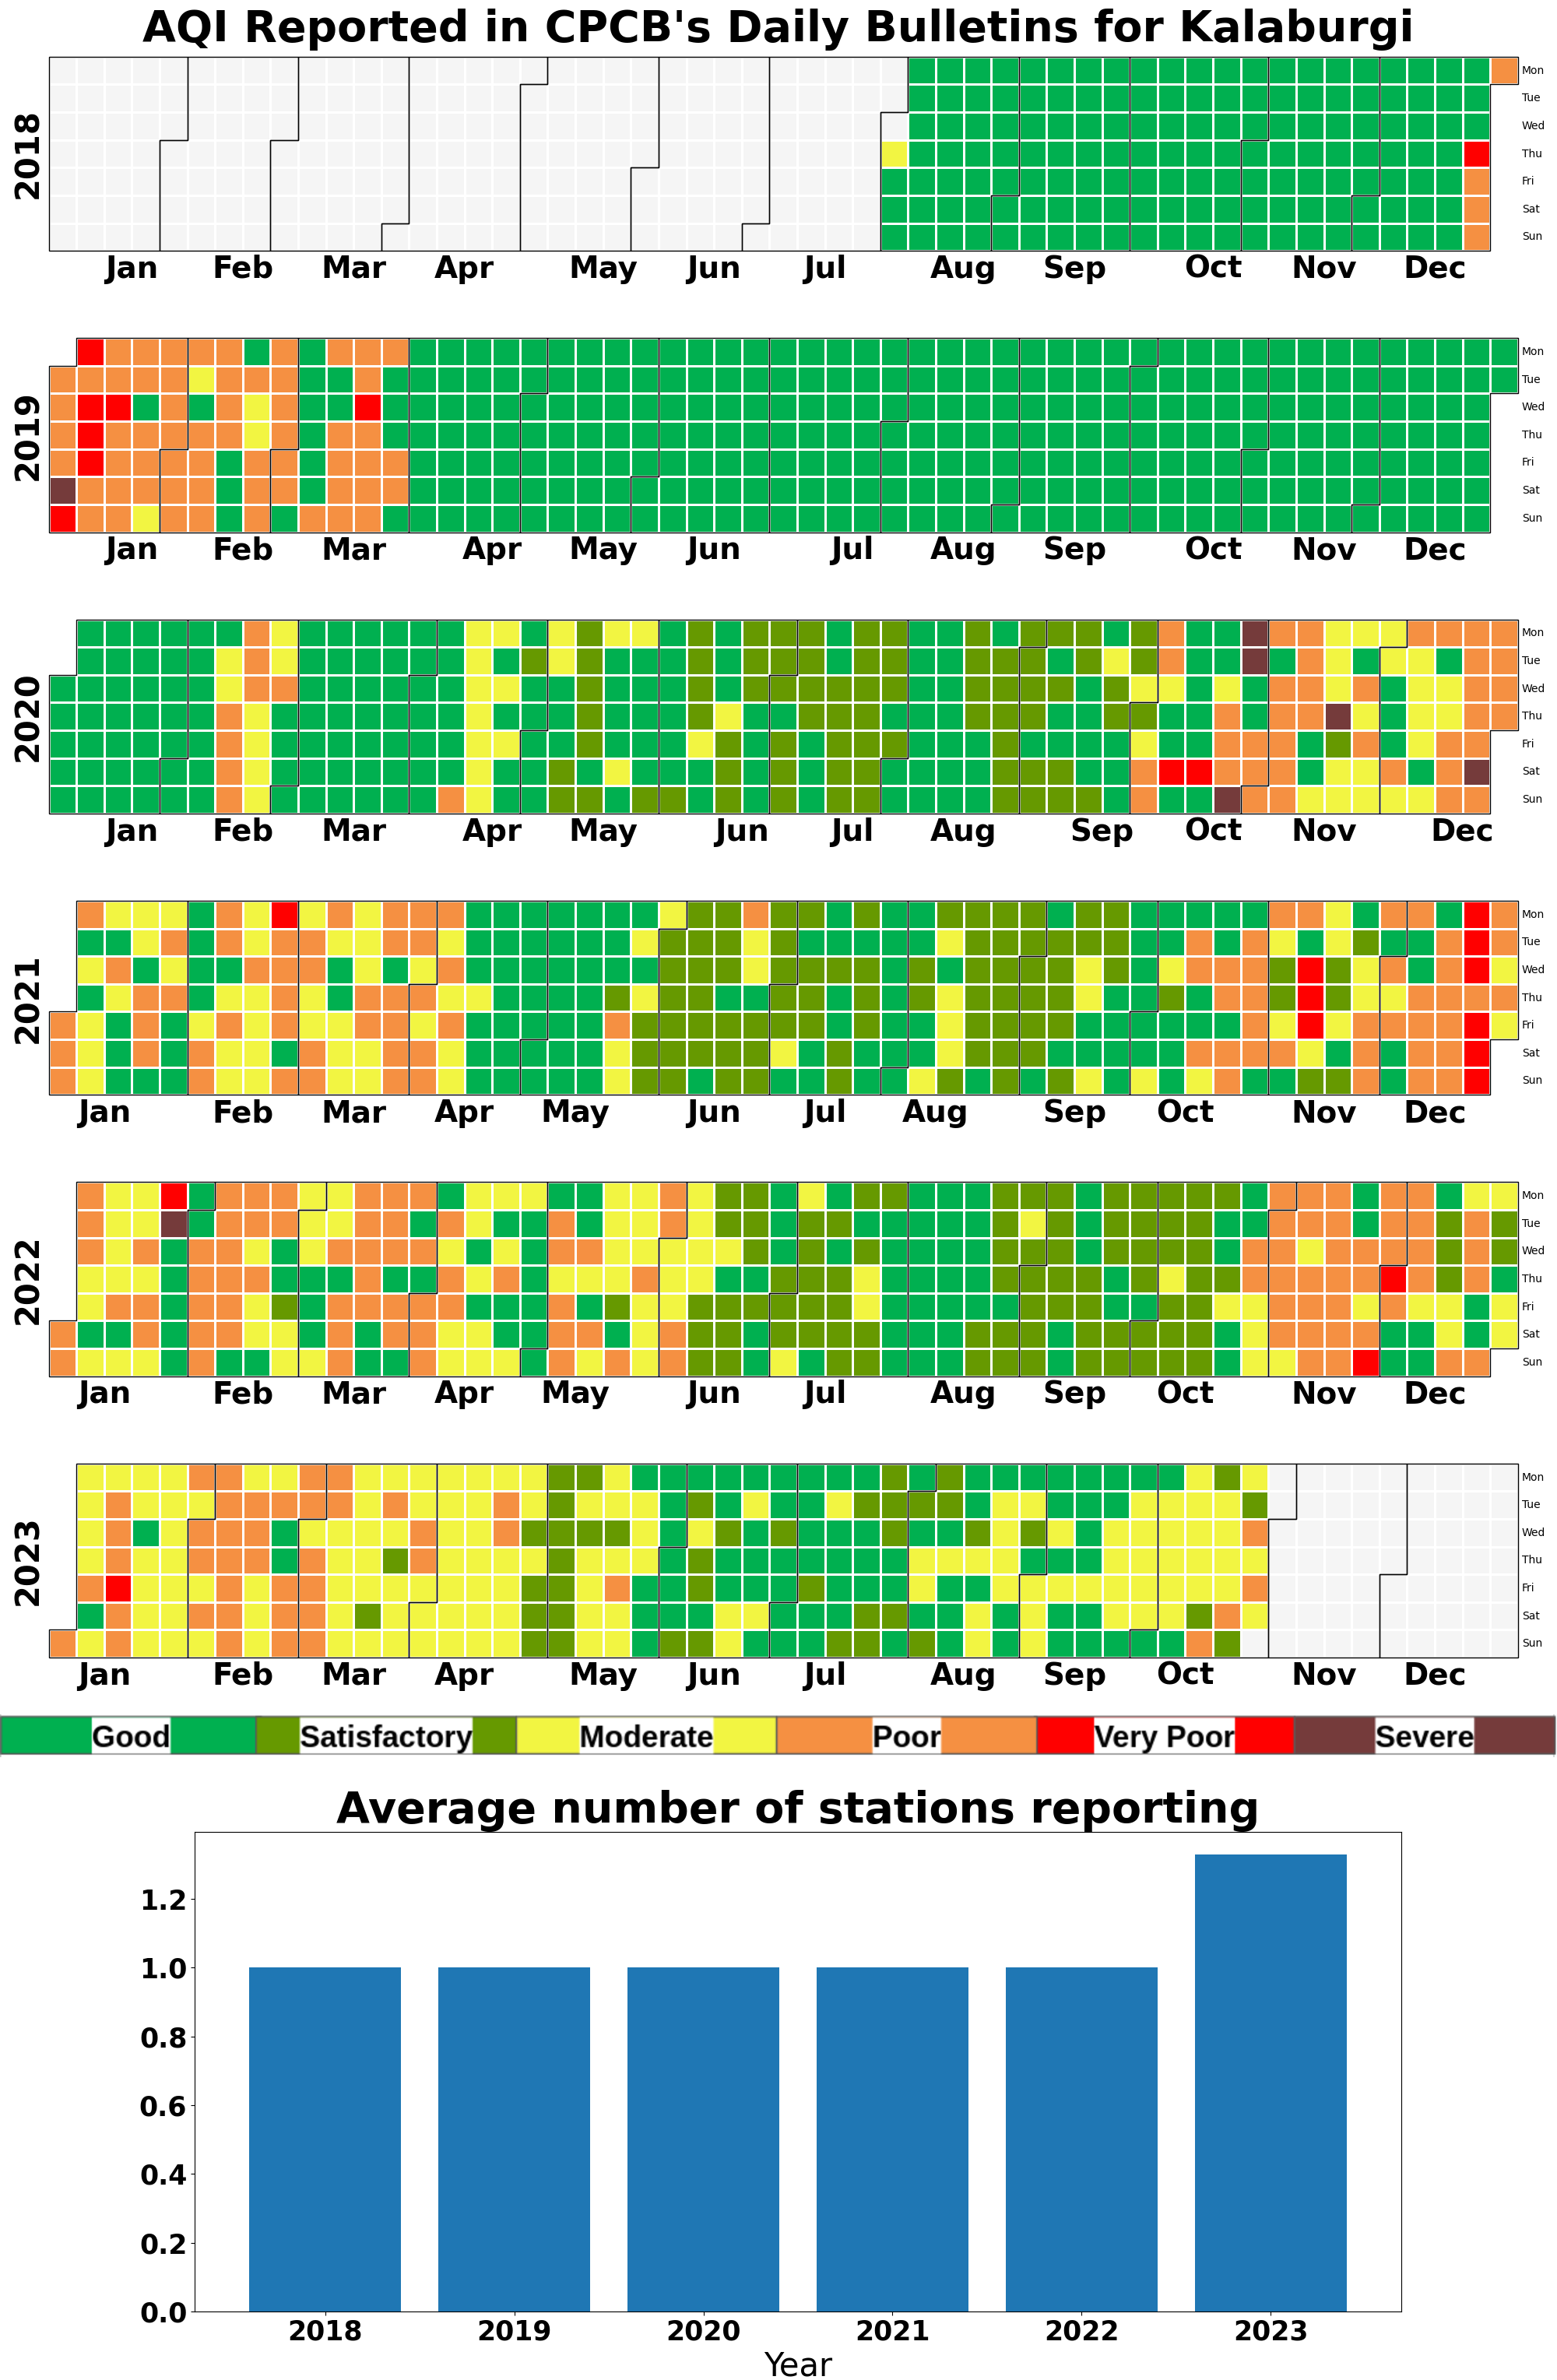 AQI Reported in CPCB's Daily Bulletins for Kalaburgi
2018
Mon
Tue
Wed
Thu
Fri
Sat
Sun
Jan Feb Mar Apr May Jun Jul Aug Sep Oct Nov Dec
2019
Mon
Tue
Wed
Thu
Fri
Sat
Sun
Jan Feb Mar Apr May Jun Jul Aug Sep Oct Nov Dec
2020
Mon
Tue
Wed
Thu
Fri
Sat
Sun
Jan Feb Mar Apr May Jun Jul Aug Sep Oct Nov Dec
2021
Mon
Tue
Wed
Thu
Fri
Sat
Sun
Jan Feb Mar Apr May Jun Jul Aug Sep Oct Nov Dec
2022
Mon
Tue
Wed
Thu
Fri
Sat
Sun
Jan Feb Mar Apr May Jun Jul Aug Sep Oct Nov Dec
2023
Mon
Tue
Wed
Thu
Fri
Sat
Sun
Jan Feb Mar Apr May Jun Jul Aug Sep Oct Nov Dec
Good Satisfactory Moderate Poor Very Poor Severe
Average number of stations reporting
1.2
1.0
0.8
0.6
0.4
0.2
0.0
2018 2019 2020 2021 2022 2023
Year